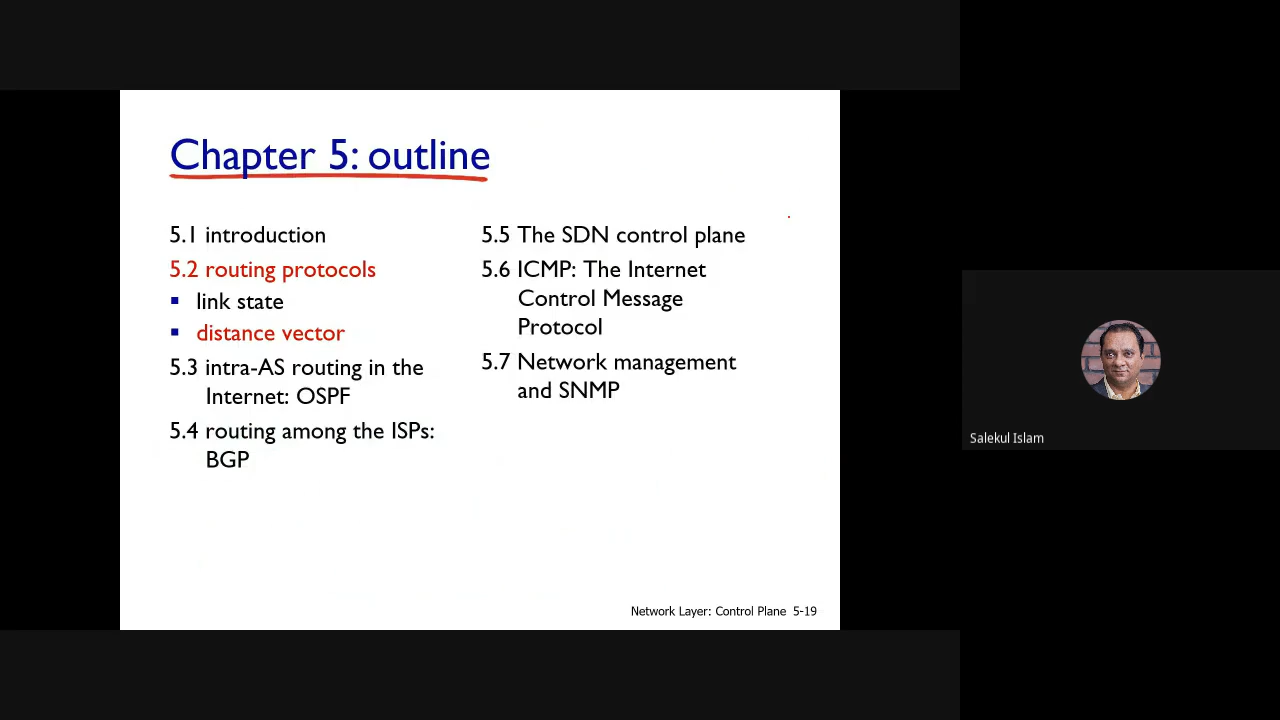 Chapter 5: outline
5.1 introduction
5.2 routing protocols
link state
distance vector
5.3 intra-AS routing in the
Internet: OSPF
5.4 routing among the ISPs:
BGP
5.5 The SDN control plane
5.6 ICMP: The Internet
Control Message
Protocol
5.7 Network management
and SNMP
Network Layer: Control Plane 5-19
Salekul Islam